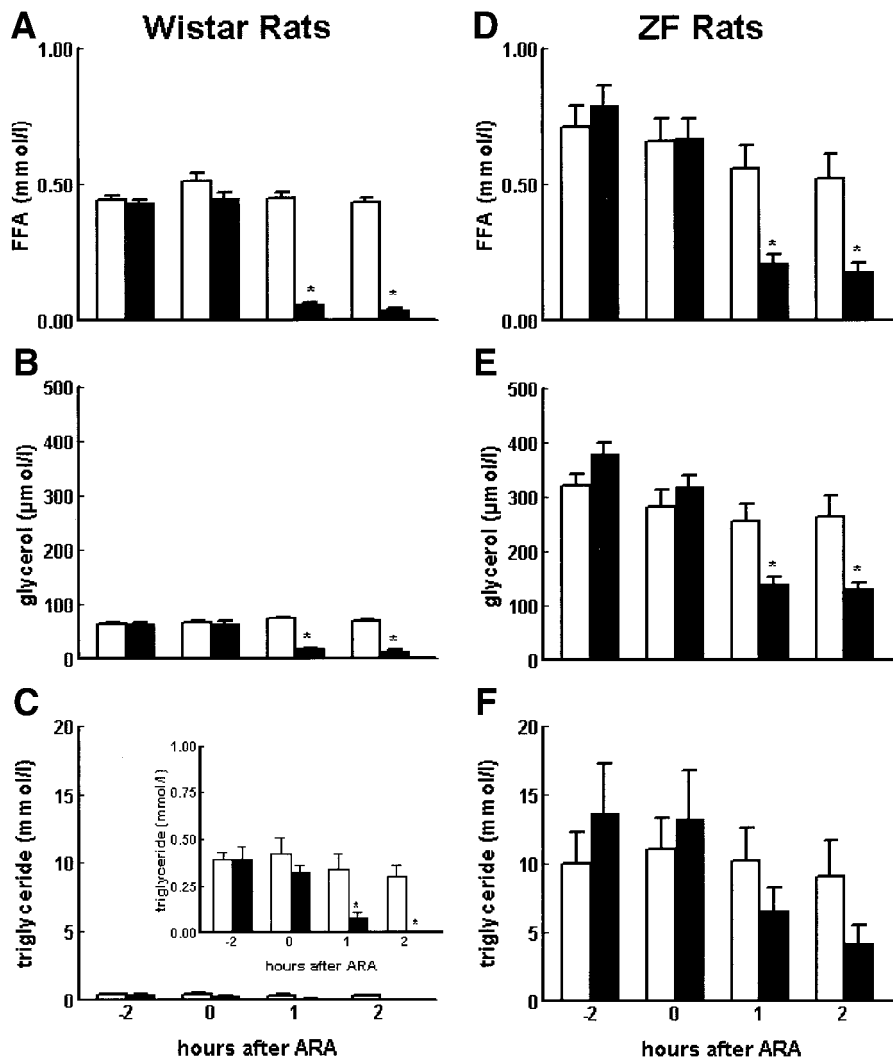 A Wistar Rats
FFA (mmol/l)
1.00
0.50
0.00
*
*
B
glycerol (µmol/l)
500
400
300
200
100
0
*
*
C
triglyceride (mmol/l)
20
15
10
5
0
triglyceride (mmol/l)
1.00
0.75
0.50
0.25
0.00
*
*
-2 0 1 2
hours after ARA
-2 0 1 2
hours after ARA
D ZF Rats
FFA (mmol/l)
1.00
0.50
0.00
*
*
E
glycerol (µmol/l)
500
400
300
200
100
0
*
*
F
triglyceride (mmol/l)
20
15
10
5
0
-2 0 1 2
hours after ARA